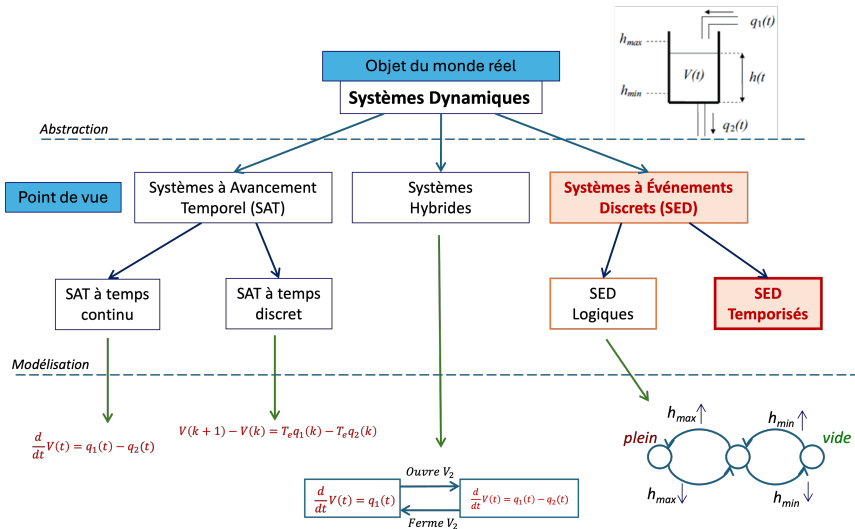 q₁(t)
hmax
V(t)
h(t
hmin
q₂(t)
Objet du monde réel
Systèmes Dynamiques
Abstraction
Point de vue
Systèmes à Avancement
Temporel (SAT)
Systèmes
Hybrides
Systèmes à Événements
Discrets (SED)
SAT à temps
continu
SAT à temps
discret
SED
Logiques
SED
Temporisés
Modélisation
d/dt V(t) = q₁(t) − q₂(t)
V(k + 1) − V(k) = Tₑq₁(k) − Tₑq₂(k)
hmax ↑
hmin ↑
plein
vide
hmax ↓
hmin ↓
Ouvre V₂
d/dt V(t) = q₁(t)
d/dt V(t) = q₁(t) − q₂(t)
Ferme V₂